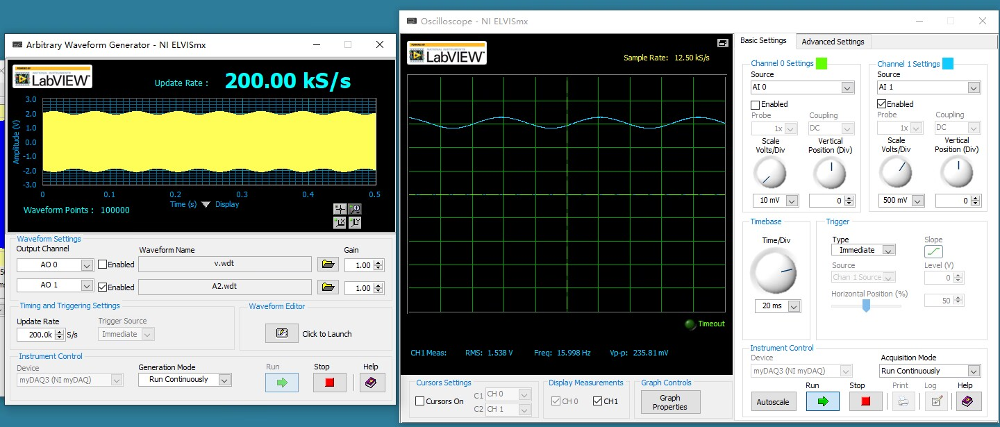 Arbitrary Waveform Generator - NI ELVISmx
POWERED BY
NATIONAL INSTRUMENTS
LabVIEW™
Update Rate : 200.00 kS/s
3.0
2.0
1.0
0.0
-1.0
-2.0
-3.0
Amplitude (V)
0 0.1 0.2 0.3 0.4 0.5
Time (s) Display
Waveform Points : 100000
Waveform Settings
Output Channel Waveform Name Gain
AO 0 Enabled v.wdt 1.00
AO 1 Enabled A2.wdt 1.00
Timing and Triggering Settings
Update Rate Trigger Source
200.0k S/s Immediate
Waveform Editor
Click to Launch
Instrument Control
Device Generation Mode Run Stop Help
myDAQ3 (NI myDAQ) Run Continuously
Oscilloscope - NI ELVISmx
POWERED BY
LabVIEW™
Sample Rate: 12.50 kS/s
Timeout
CH1 Meas: RMS: 1.538 V Freq: 15.998 Hz Vp-p: 235.81 mV
Cursors Settings
Cursors On
C1 CH 0
C2 CH 1
Display Measurements
CH 0 CH1
Graph Controls
Graph
Properties
Basic Settings Advanced Settings
Channel 0 Settings
Source
AI 0
Enabled
Probe Coupling
1x DC
Scale Vertical
Volts/Div Position (Div)
10 mV 0
Channel 1 Settings
Source
AI 1
Enabled
Probe Coupling
1x DC
Scale Vertical
Volts/Div Position (Div)
500 mV 0
Timebase
Time/Div
20 ms
Trigger
Type Slope
Immediate
Source Level (V)
Chan 1 Source 0
Horizontal Position (%)
50
Instrument Control
Device Acquisition Mode
myDAQ3 (NI myDAQ) Run Continuously
Run Stop Print Log Help
Autoscale